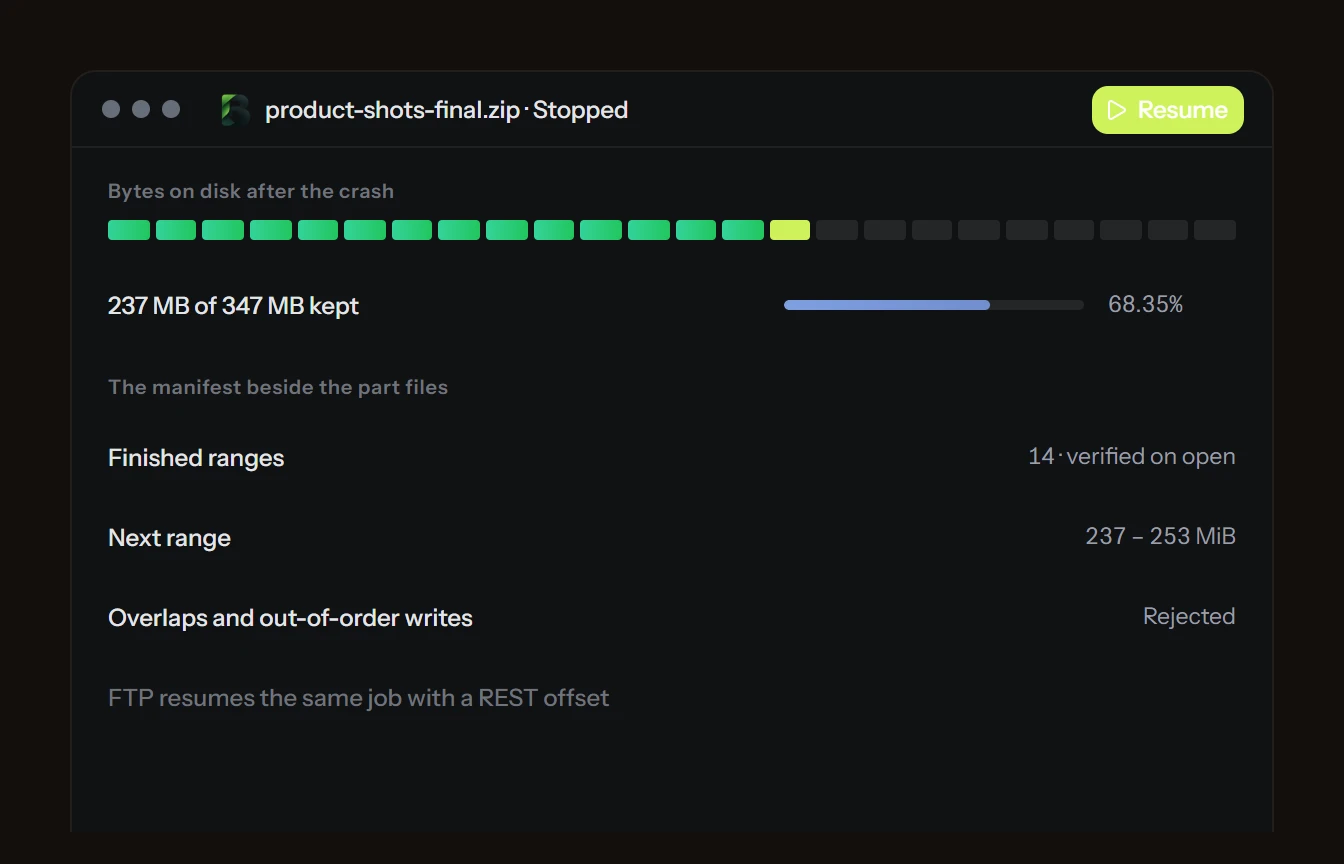 product-shots-final.zip · Stopped
Resume
Bytes on disk after the crash
237 MB of 347 MB kept
68.35%
The manifest beside the part files
Finished ranges
14 · verified on open
Next range
237 – 253 MiB
Overlaps and out-of-order writes
Rejected
FTP resumes the same job with a REST offset